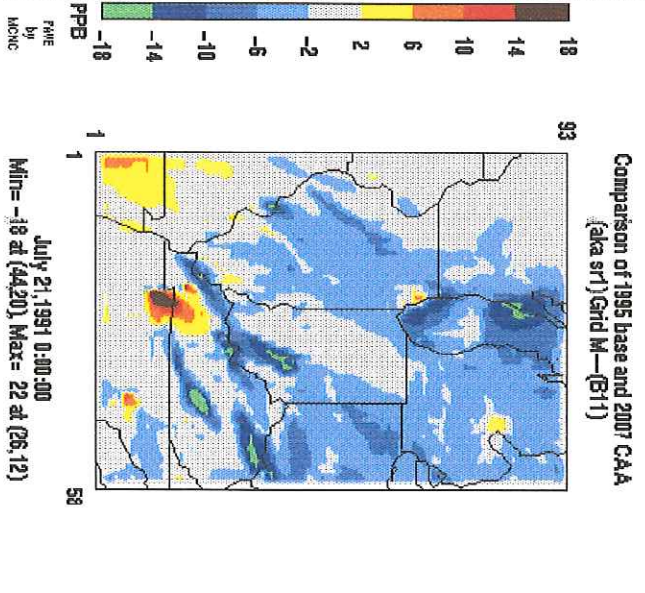 Comparison of 1995 base and 2007 CAA
(aka sr1) Grid M—(B11)
18
14
10
6
2
-2
-6
-10
-14
-18
PPB
PAVE
by
MCNC
93
1
1
58
July 21,1991 0:00:00
Min= -18 at (44,20), Max= 22 at (26,12)